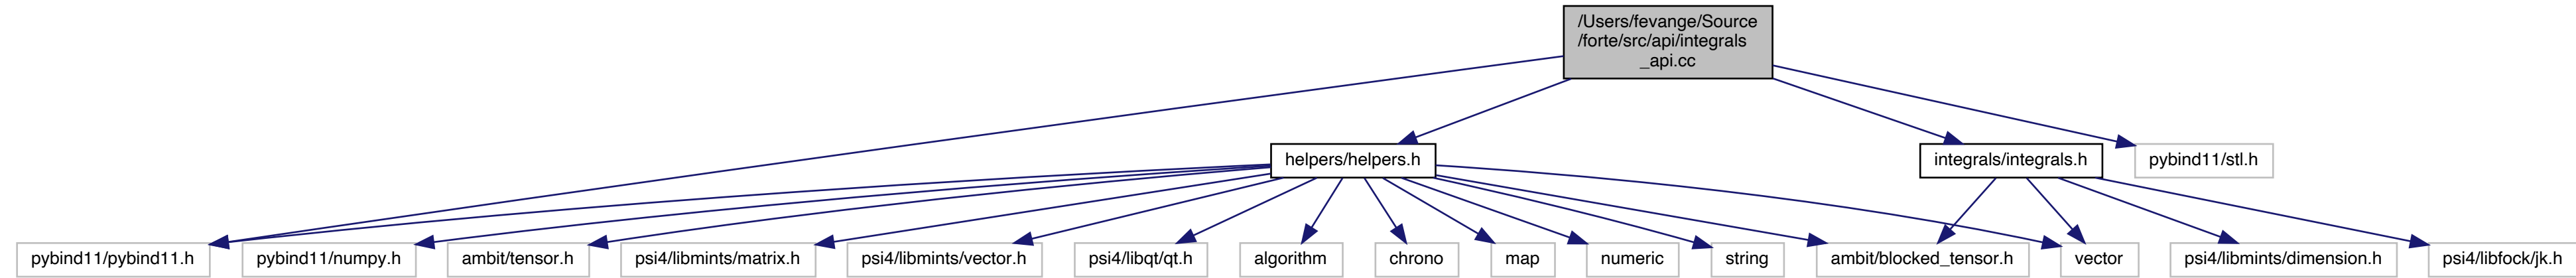 /Users/fevange/Source
/forte/src/api/integrals
_api.cc
helpers/helpers.h
integrals/integrals.h
pybind11/stl.h
pybind11/pybind11.h
pybind11/numpy.h
ambit/tensor.h
psi4/libmints/matrix.h
psi4/libmints/vector.h
psi4/libqt/qt.h
algorithm
chrono
map
numeric
string
ambit/blocked_tensor.h
vector
psi4/libmints/dimension.h
psi4/libfock/jk.h